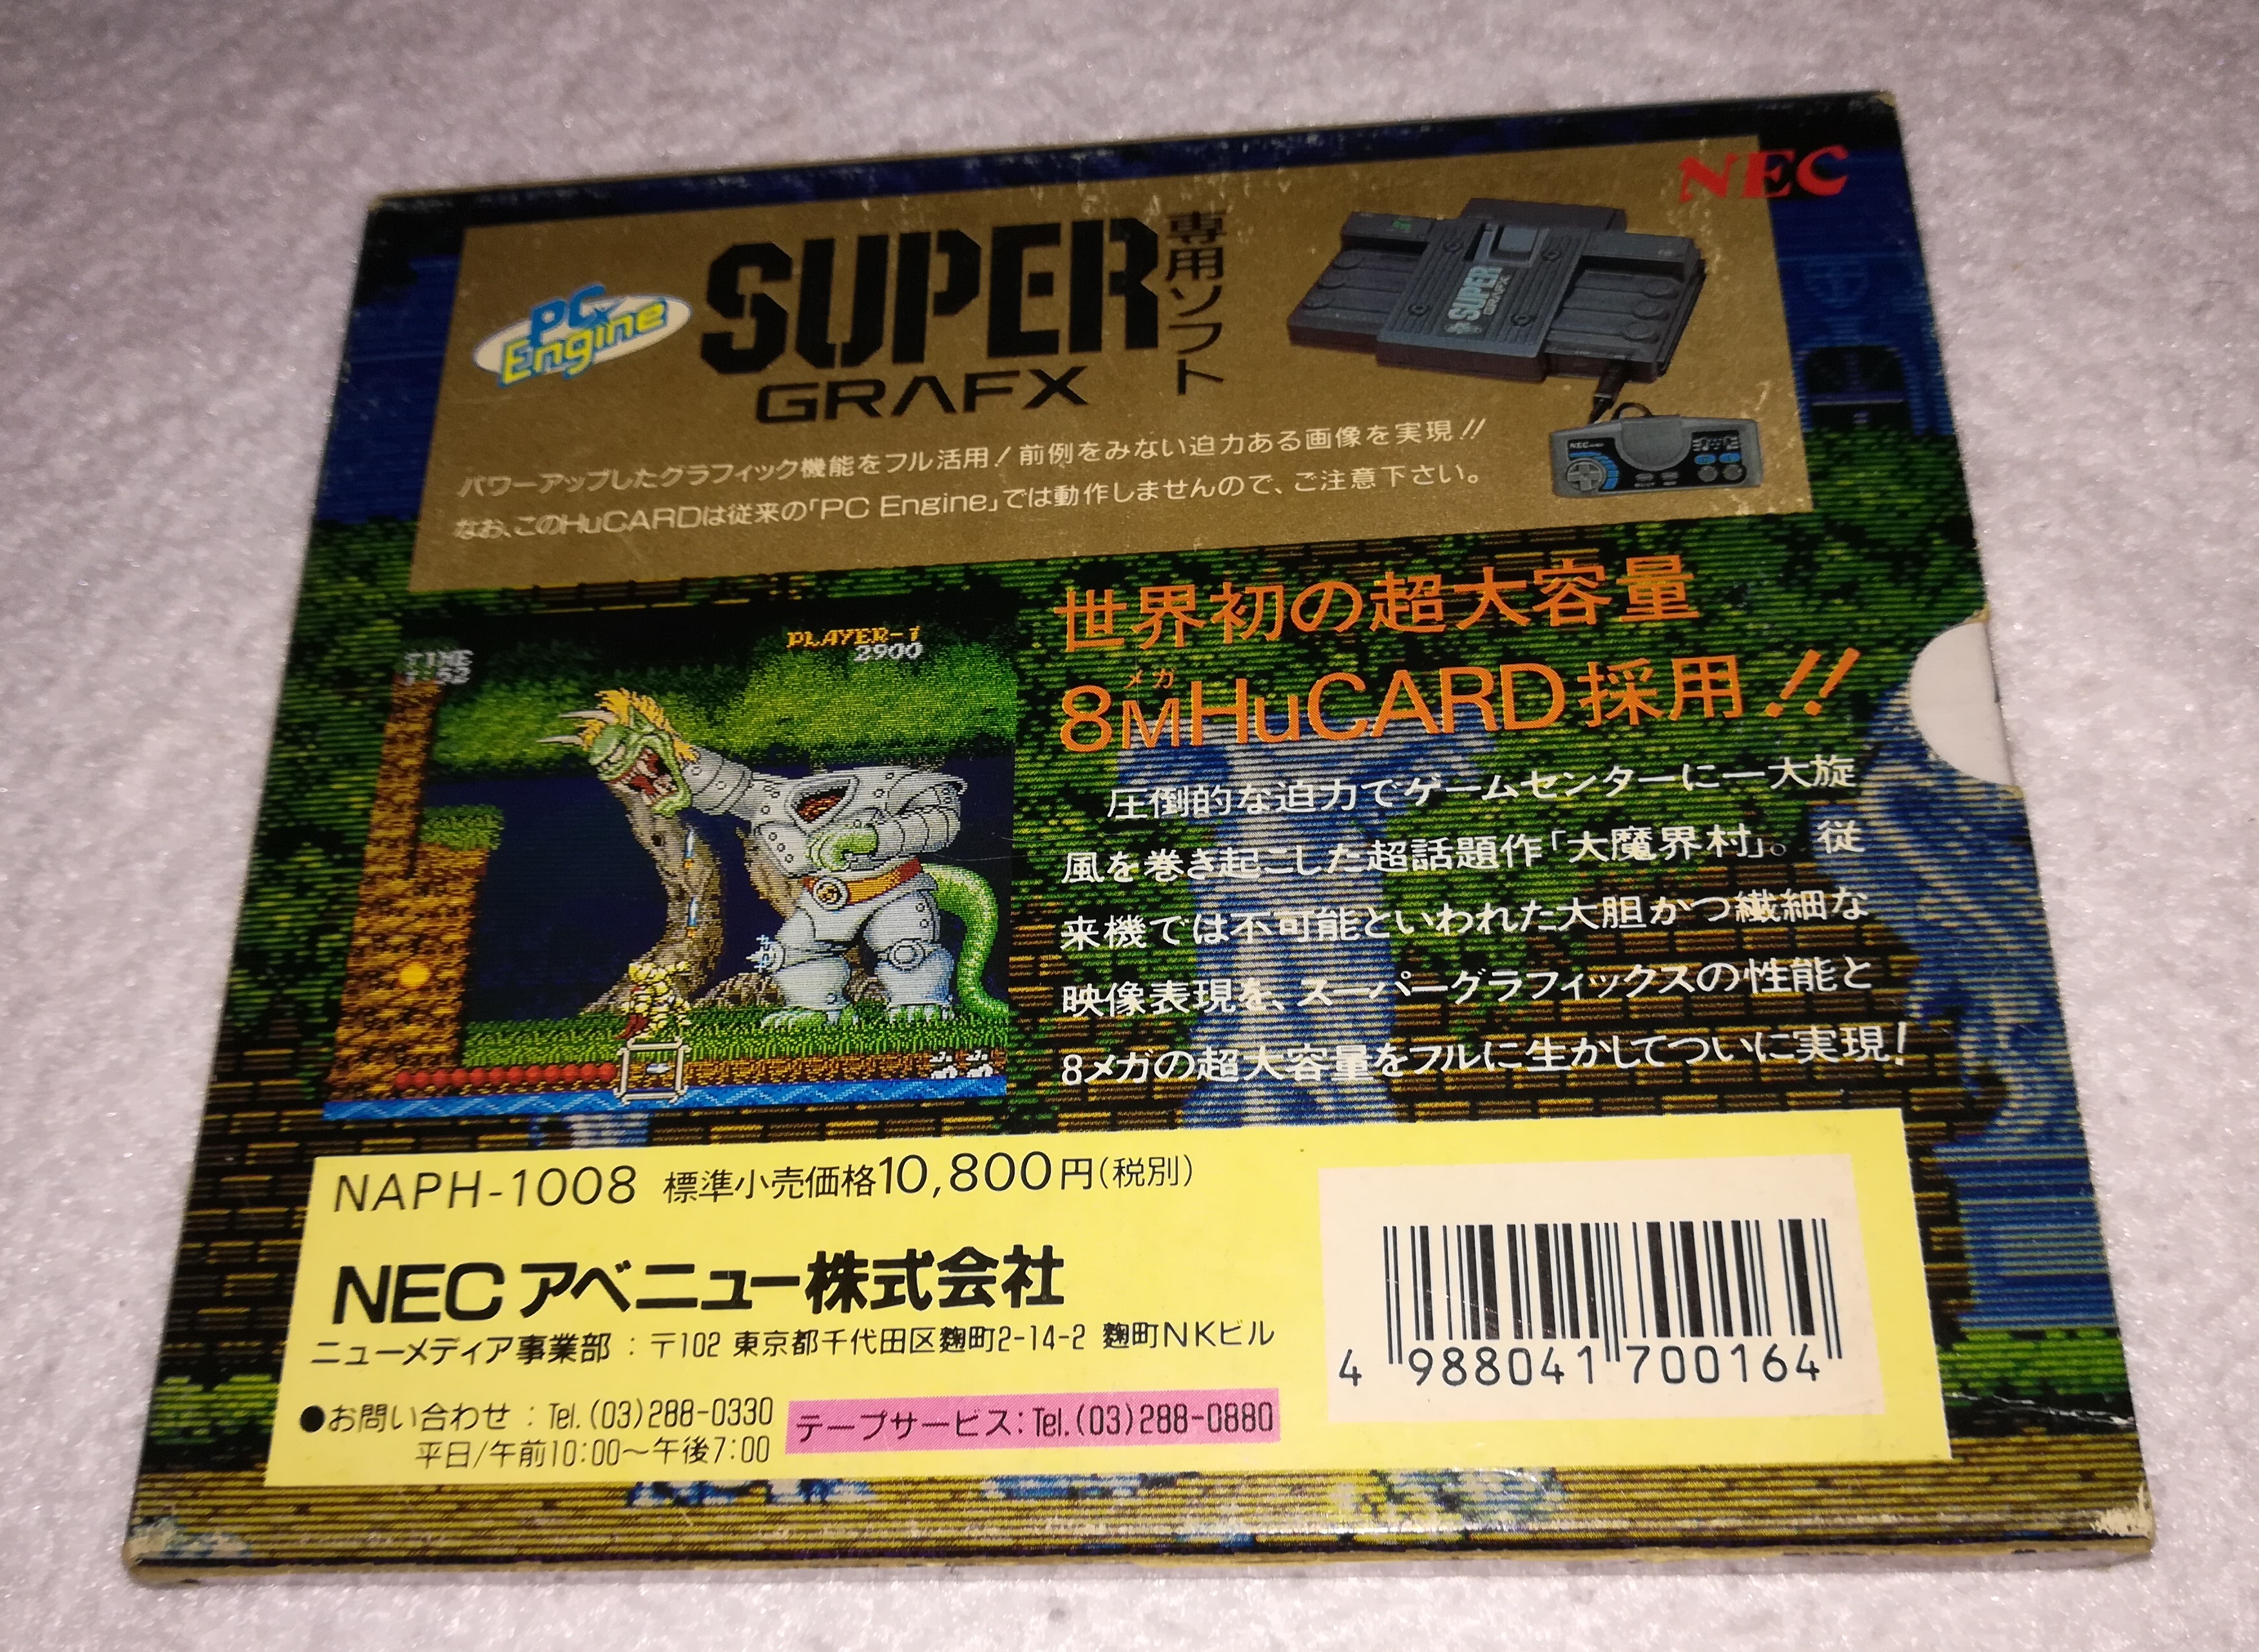 NEC
PC Engine
SUPER
GRAFX
専用ソフト
SUPER
GRAFX
NEC
パワーアップしたグラフィック機能をフル活用!前例をみない迫力ある画像を実現!!
なお、このHuCARDは従来の「PC Engine」では動作しませんので、ご注意下さい。
TIME
1 52
PLAYER-1
2900
世界初の超大容量
メガ
8MHuCARD採用!!
圧倒的な迫力でゲームセンターに一大旋
風を巻き起こした超話題作「大魔界村」。従
来機では不可能といわれた大胆かつ繊細な
映像表現を、スーパーグラフィックスの性能と
8メガの超大容量をフルに生かしてついに実現!
NAPH-1008 標準小売価格10,800円(税別)
NECアベニュー株式会社
ニューメディア事業部:〒102 東京都千代田区麴町2-14-2 麴町NKビル
●お問い合わせ:Tel.(03)288-0330
平日/午前10:00〜午後7:00
テープサービス:Tel.(03)288-0880
4 988041 700164